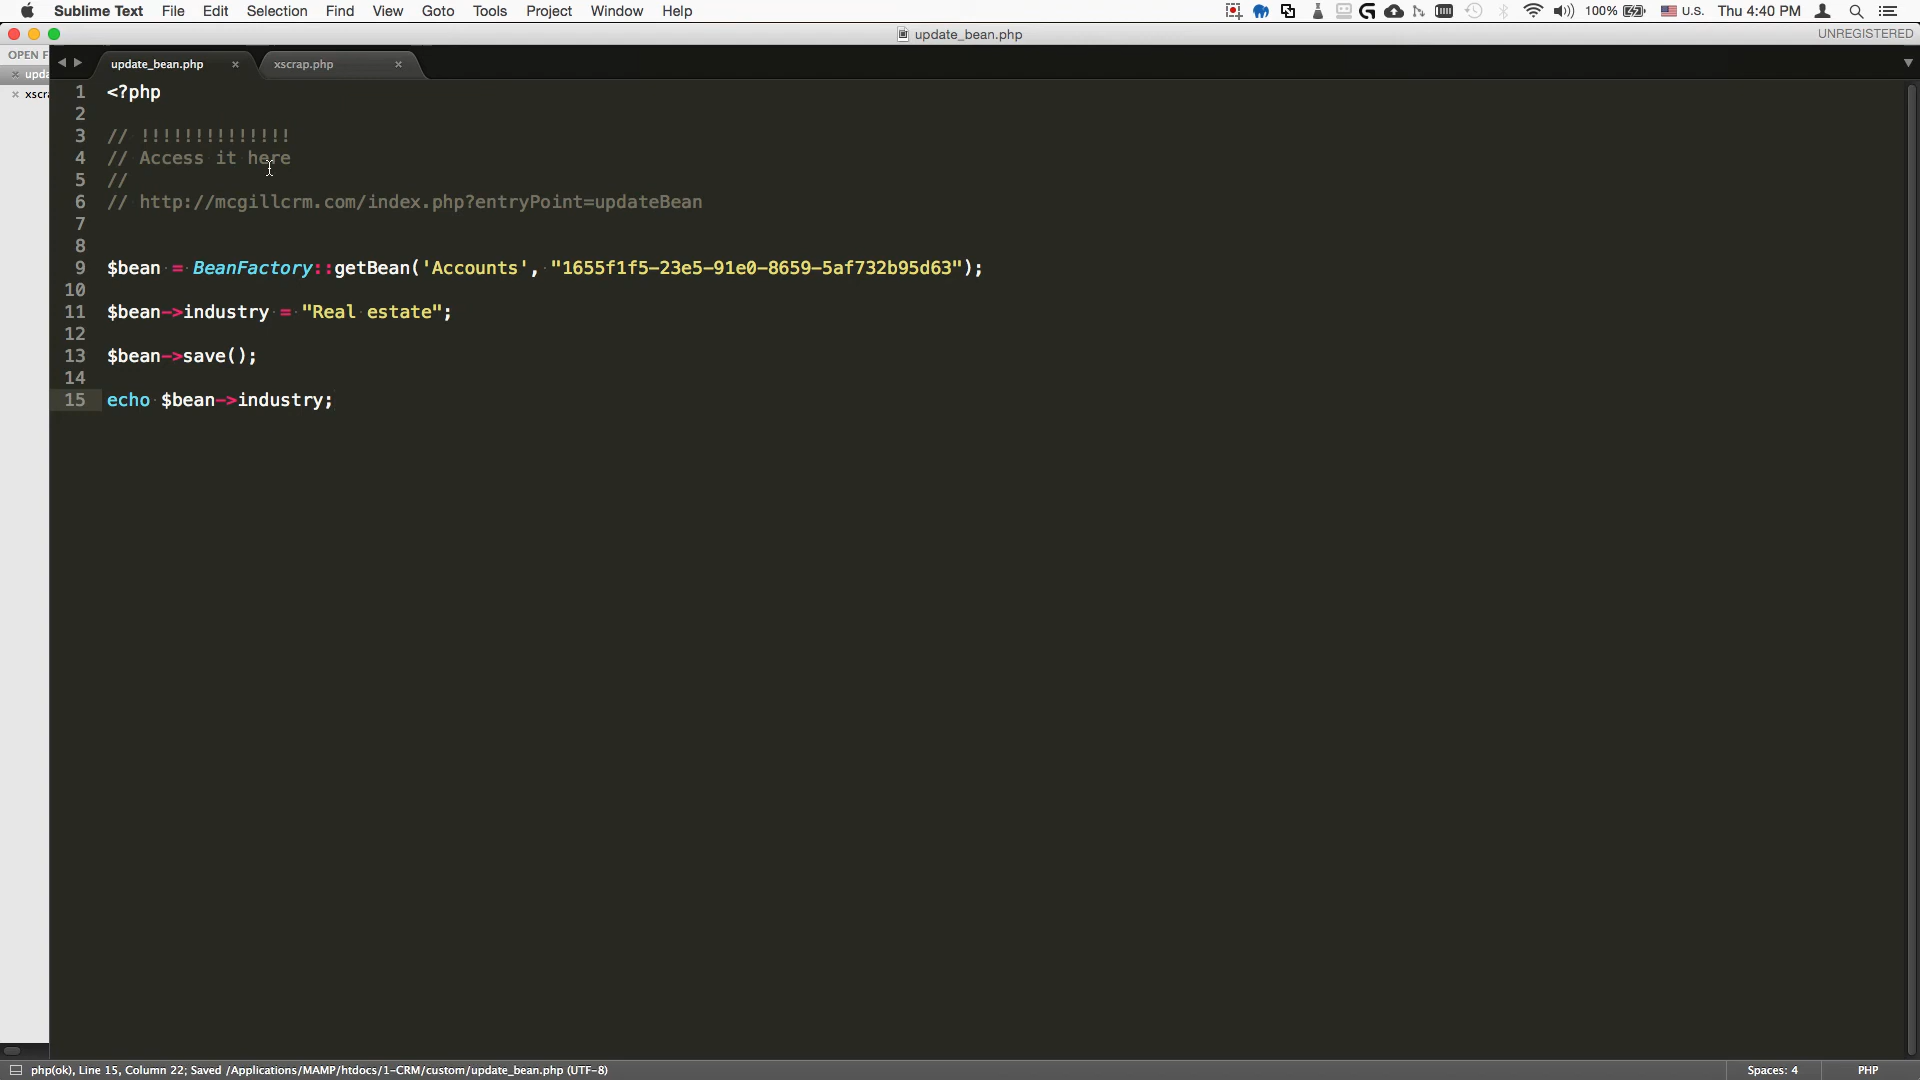 Sublime Text File Edit Selection Find View Goto Tools Project Window Help 100% U.S. Thu 4:40 PM
update_bean.php UNREGISTERED
OPEN F
update_bean.php × xscrap.php ×
1 <?php
2
3 // !!!!!!!!!!!!!!
4 // Access it here
5 //
6 // http://mcgillcrm.com/index.php?entryPoint=updateBean
7
8
9 $bean = BeanFactory::getBean('Accounts', "1655f1f5-23e5-91e0-8659-5af732b95d63");
10
11 $bean->industry = "Real estate";
12
13 $bean->save();
14
15 echo $bean->industry;
× upda
× xscra
php(ok), Line 15, Column 22; Saved /Applications/MAMP/htdocs/1-CRM/custom/update_bean.php (UTF-8) Spaces: 4 PHP